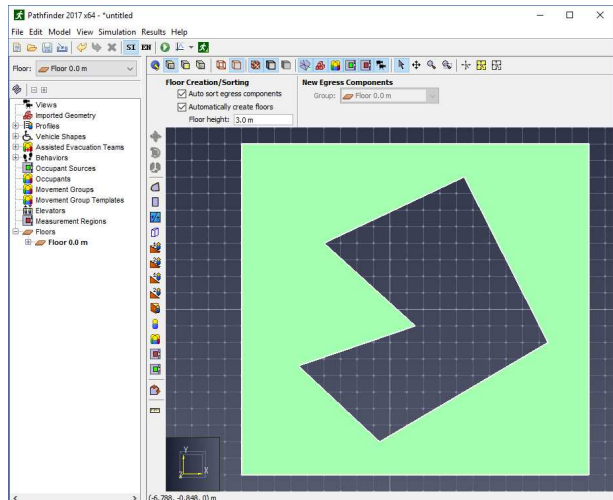 Pathfinder 2017 x64 - *untitled
File Edit Model View Simulation Results Help
SI EN
Floor: Floor 0.0 m
Floor Creation/Sorting
New Egress Components
Auto sort egress components
Group: Floor 0.0 m
Automatically create floors
Floor height: 3.0 m
Views
Imported Geometry
Profiles
Vehicle Shapes
Assisted Evacuation Teams
Behaviors
Occupant Sources
Occupants
Movement Groups
Movement Group Templates
Elevators
Measurement Regions
Floors
Floor 0.0 m
Y
Z X
(-6.788, -0.848, 0) m